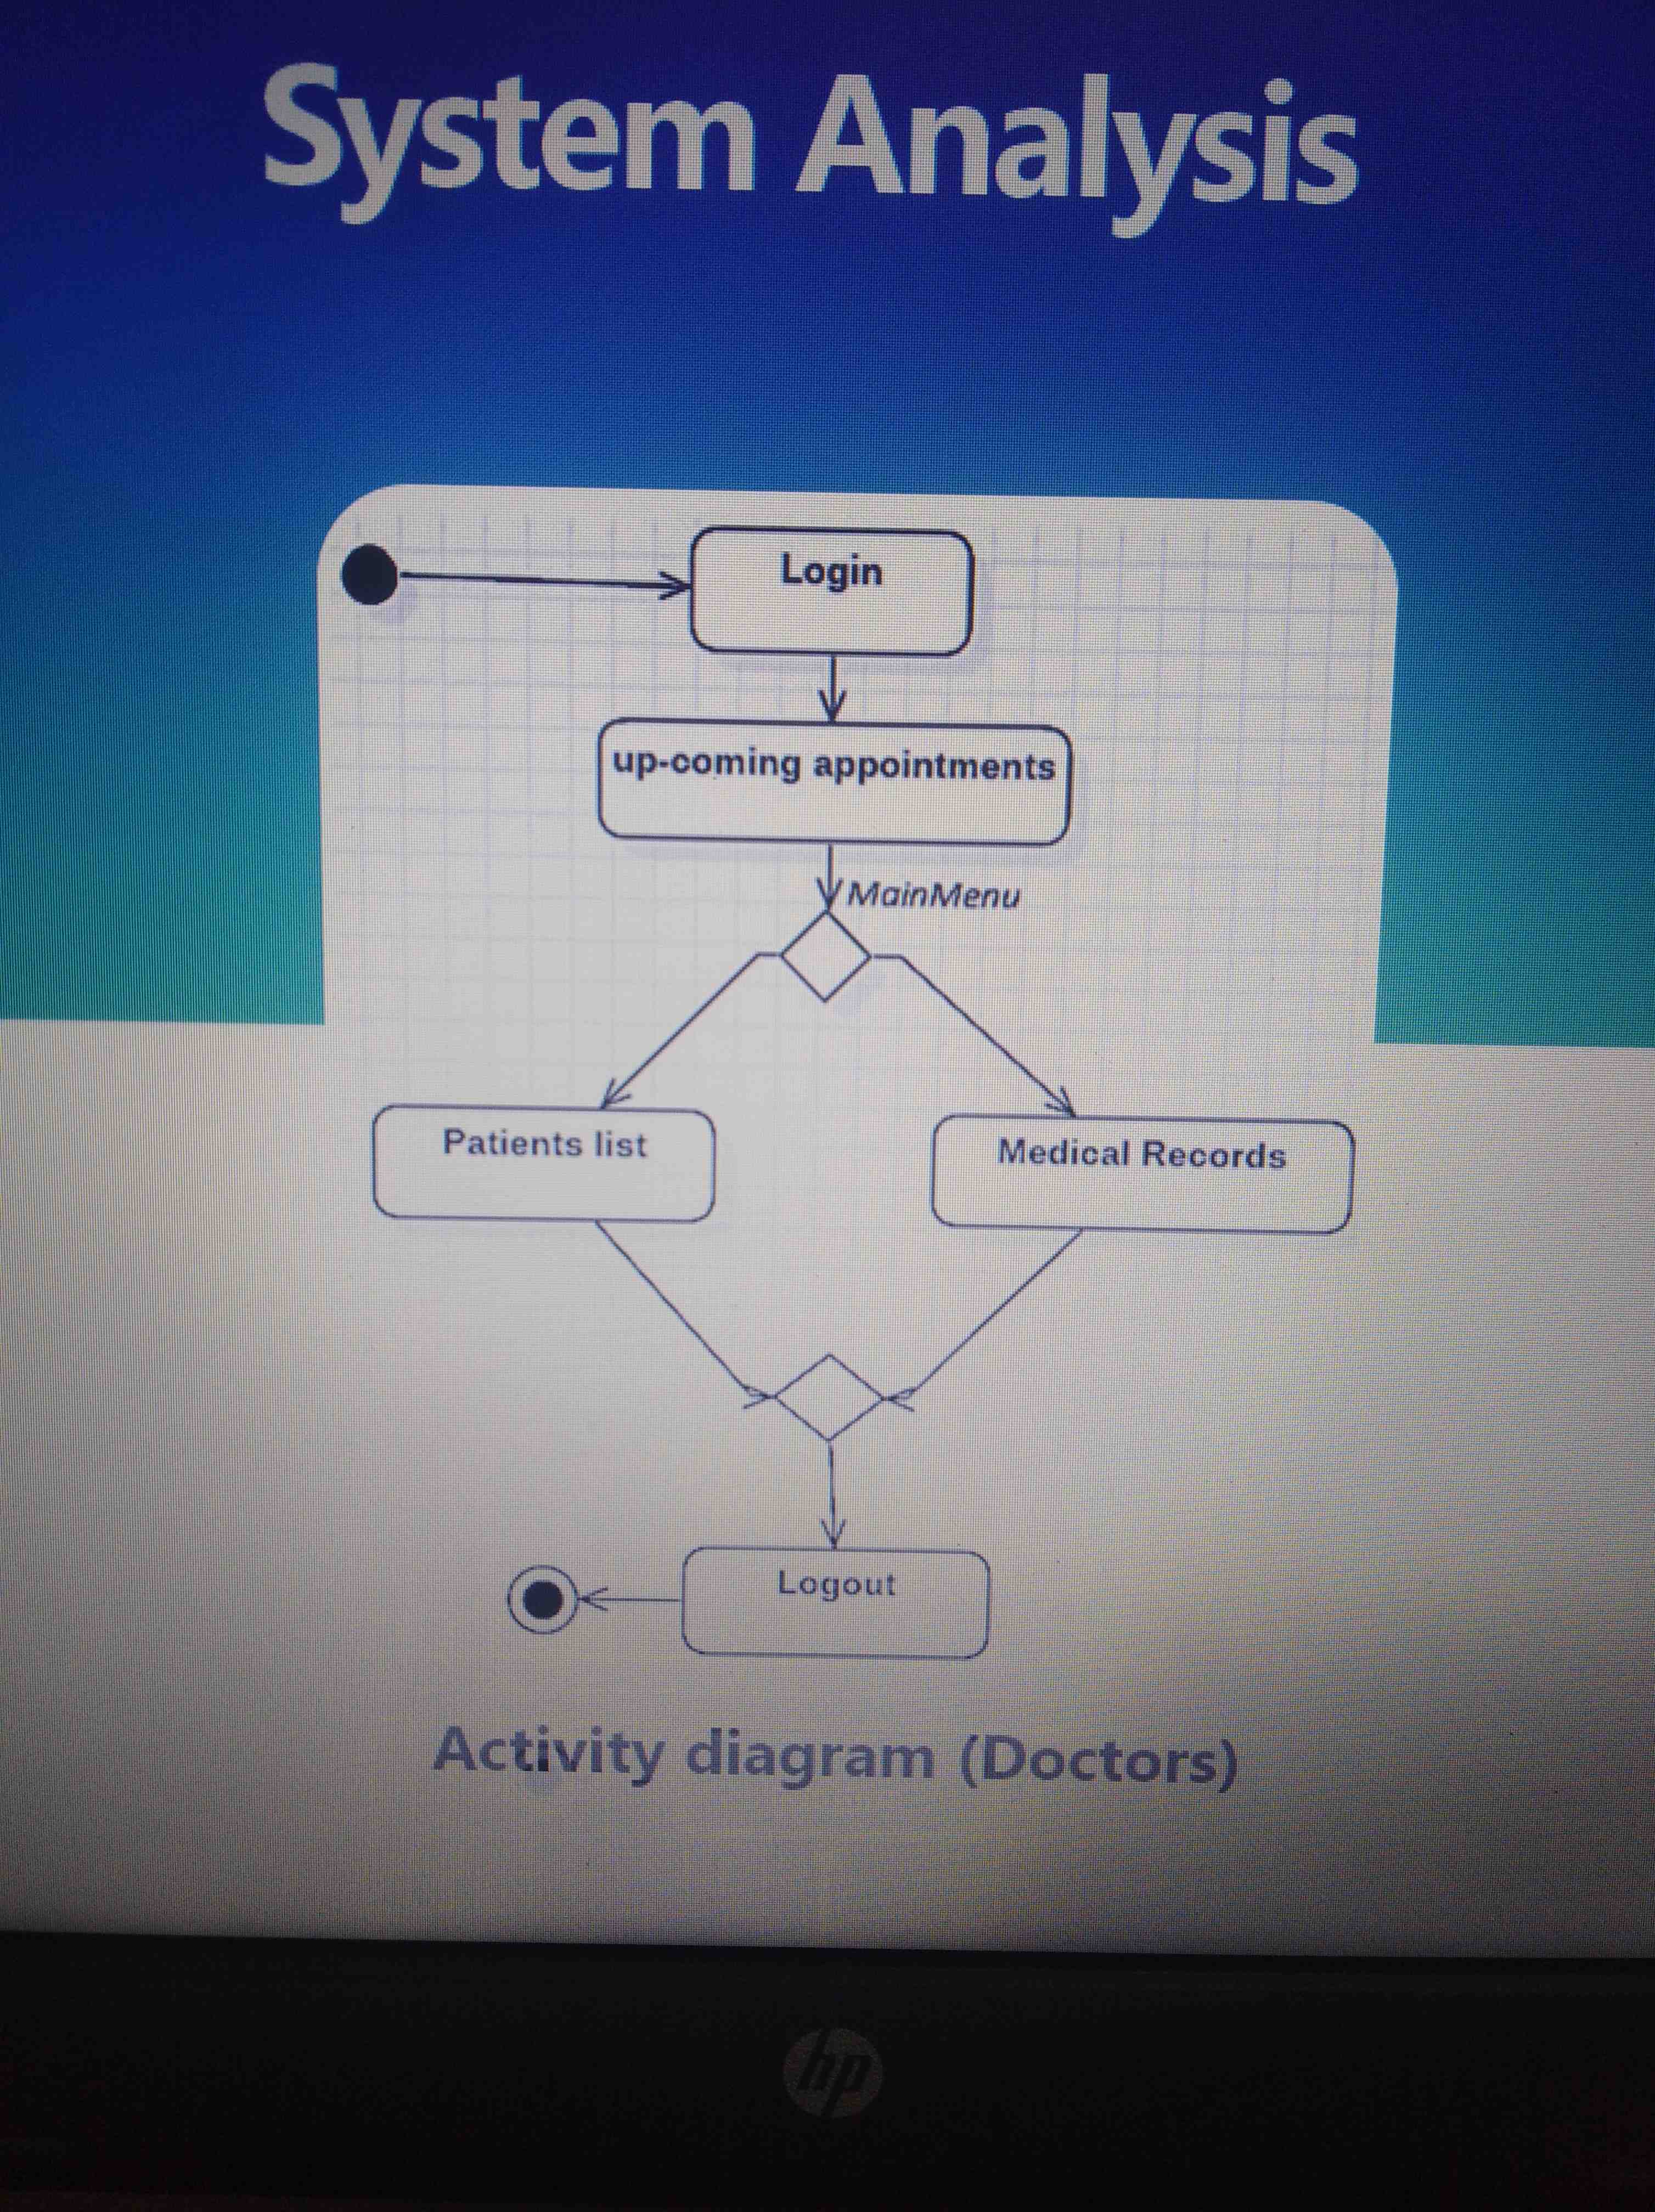 System Analysis
Login
up-coming appointments
MainMenu
Patients list
Medical Records
Logout
Activity diagram (Doctors)
hp